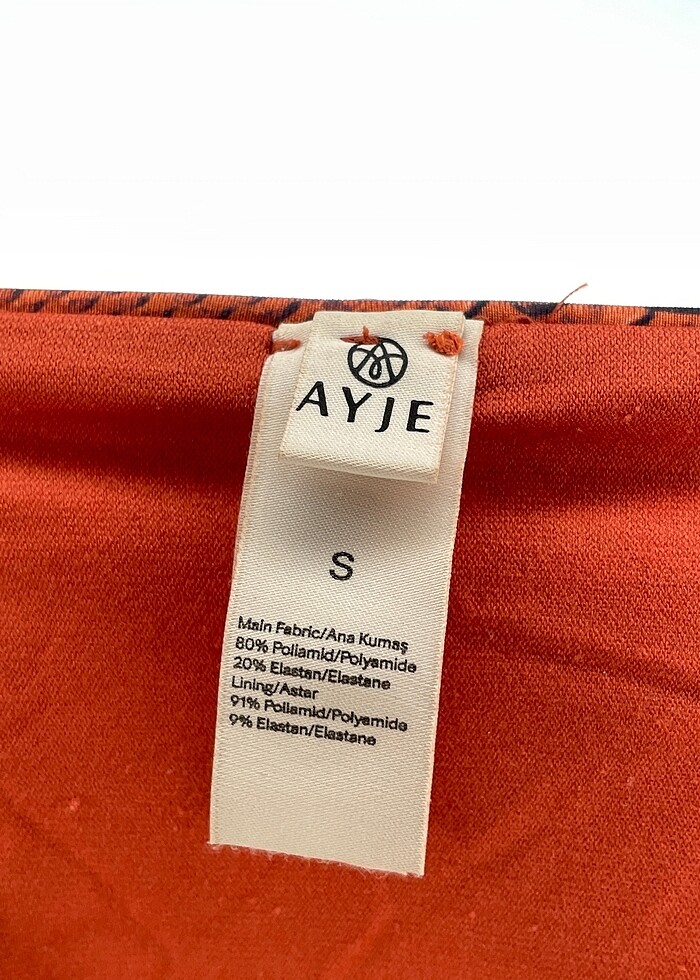 AYJE
S
Main Fabric/Ana Kumaş
80% Poliamid/Polyamide
20% Elastan/Elastane
Lining/Astar
91% Poliamid/Polyamide
9% Elastan/Elastane